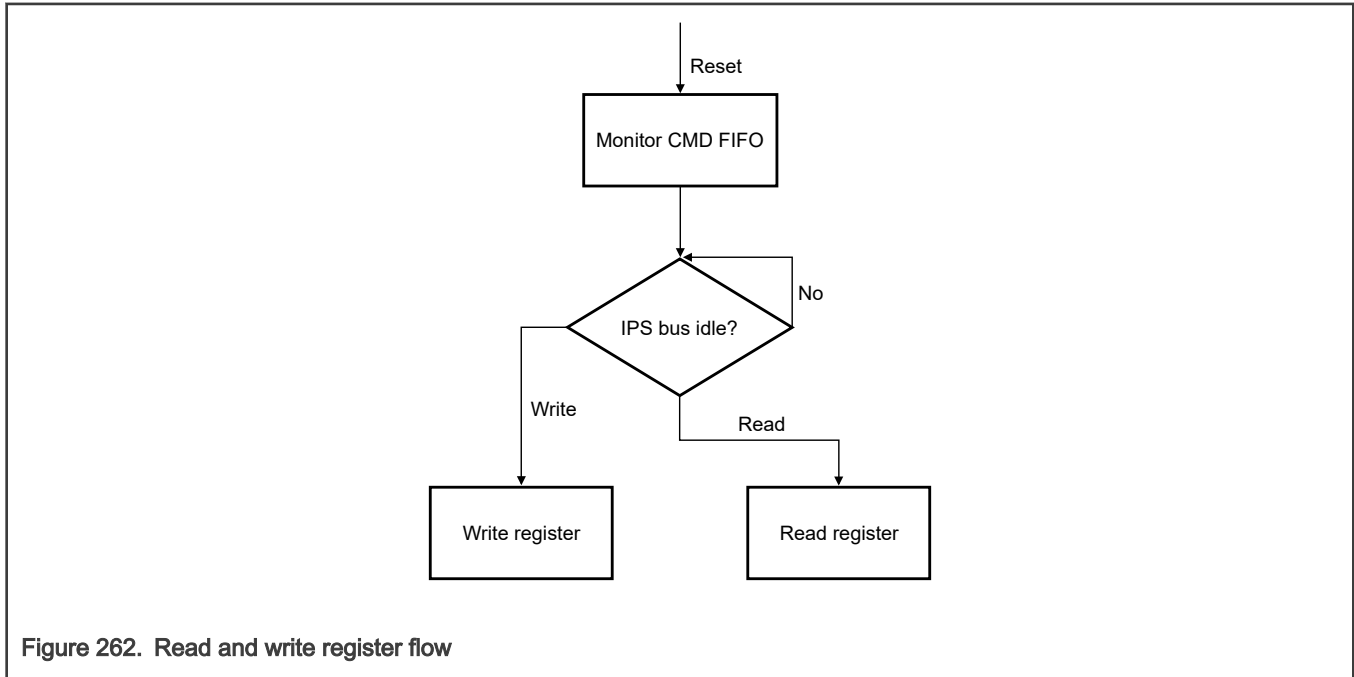 Reset
Monitor CMD FIFO
No
IPS bus idle?
Write
Read
Write register
Read register
Figure 262. Read and write register flow